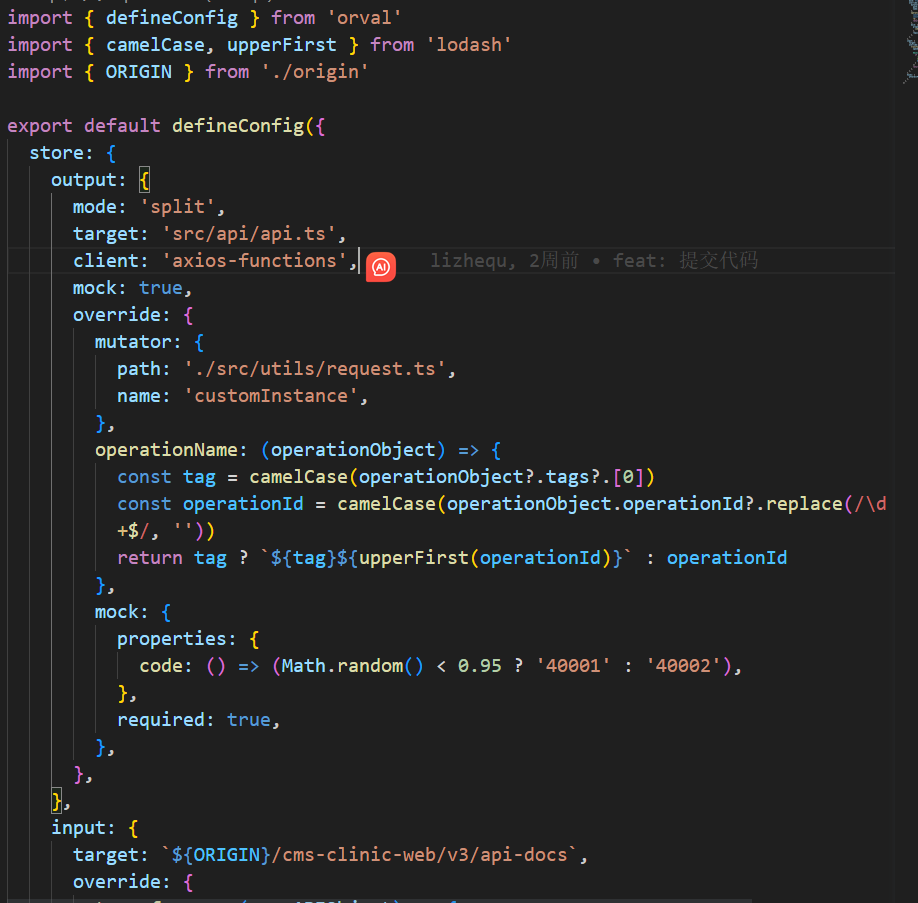 import { defineConfig } from 'orval'
import { camelCase, upperFirst } from 'lodash'
import { ORIGIN } from './origin'
export default defineConfig({
store: {
output: {
mode: 'split',
target: 'src/api/api.ts',
client: 'axios-functions', AI lizhequ, 2周前 • feat: 提交代码
mock: true,
override: {
mutator: {
path: './src/utils/request.ts',
name: 'customInstance',
},
operationName: (operationObject) => {
const tag = camelCase(operationObject?.tags?.[0])
const operationId = camelCase(operationObject.operationId?.replace(/\d
+$/, ''))
return tag ? `${tag}${upperFirst(operationId)}` : operationId
},
mock: {
properties: {
code: () => (Math.random() < 0.95 ? '40001' : '40002'),
},
required: true,
},
},
},
input: {
target: `${ORIGIN}/cms-clinic-web/v3/api-docs`,
override: {